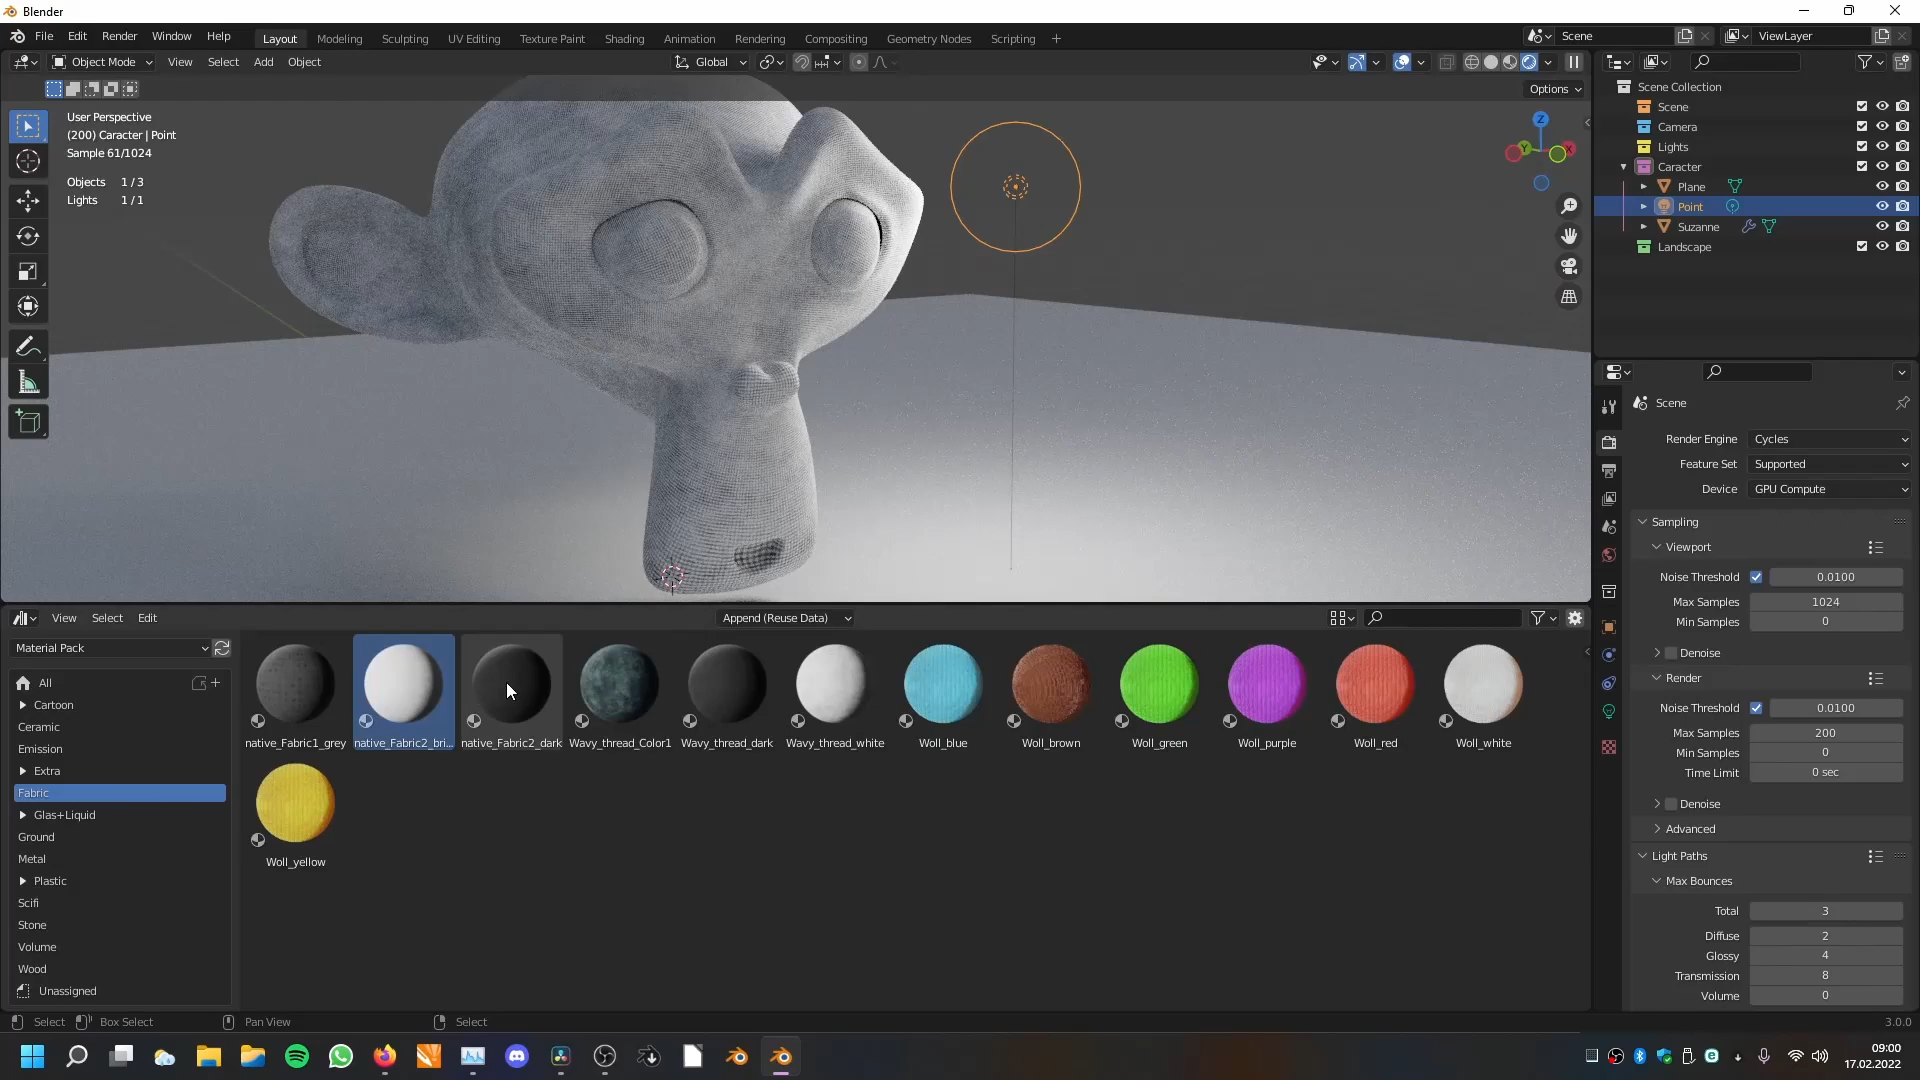 Blender
File Edit Render Window Help
Layout Modeling Sculpting UV Editing Texture Paint Shading Animation Rendering Compositing Geometry Nodes Scripting +
Scene
ViewLayer
Object Mode View Select Add Object
Global
Options
User Perspective
(200) Caracter | Point
Sample 61/1024
Objects 1 / 3
Lights 1 / 1
Z
Y
X
Scene Collection
Scene
Camera
Lights
Caracter
Plane
Point
Suzanne
Landscape
Scene
Render Engine Cycles
Feature Set Supported
Device GPU Compute
Sampling
Viewport
Noise Threshold 0.0100
Max Samples 1024
Min Samples 0
Denoise
Render
Noise Threshold 0.0100
Max Samples 200
Min Samples 0
Time Limit 0 sec
Denoise
Advanced
Light Paths
Max Bounces
Total 3
Diffuse 2
Glossy 4
Transmission 8
Volume 0
View Select Edit
Append (Reuse Data)
Material Pack
All
Cartoon
Ceramic
Emission
Extra
Fabric
Glas+Liquid
Ground
Metal
Plastic
Scifi
Stone
Volume
Wood
Unassigned
native_Fabric1_grey native_Fabric2_bri... native_Fabric2_dark Wavy_thread_Color1 Wavy_thread_dark Wavy_thread_white Woll_blue Woll_brown Woll_green Woll_purple Woll_red Woll_white
Woll_yellow
Select Box Select Pan View Select
3.0.0
09:00
17.02.2022